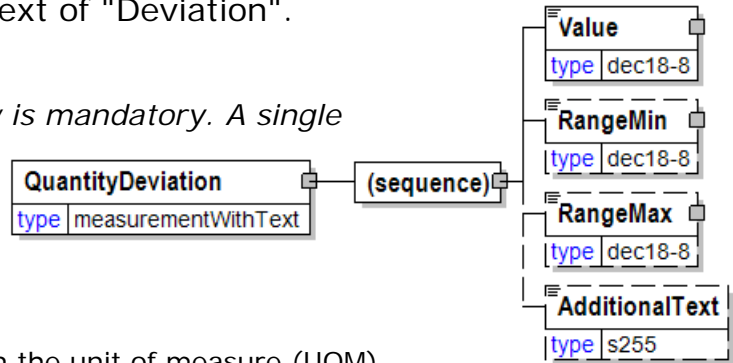 ext of "Deviation".
y is mandatory. A single
QuantityDeviation
type measurementWithText
(sequence)
Value
type dec18-8
RangeMin
type dec18-8
RangeMax
type dec18-8
AdditionalText
type s255
the unit of measure (UOM)